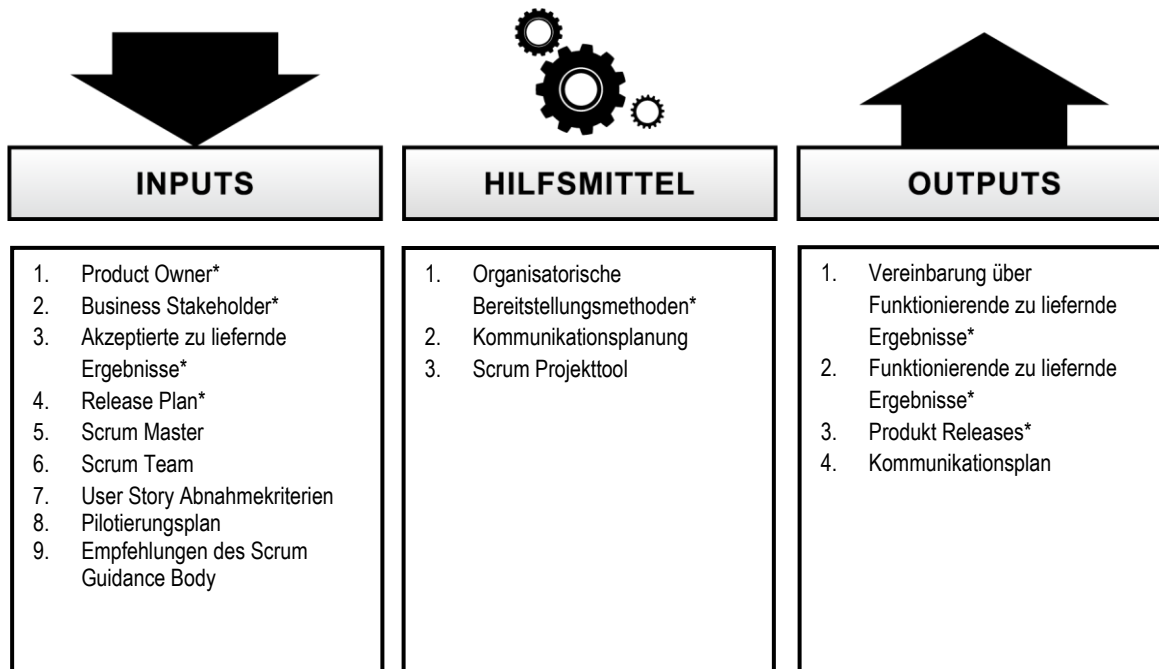 INPUTS
1. Product Owner*
2. Business Stakeholder*
3. Akzeptierte zu liefernde
Ergebnisse*
4. Release Plan*
5. Scrum Master
6. Scrum Team
7. User Story Abnahmekriterien
8. Pilotierungsplan
9. Empfehlungen des Scrum
Guidance Body
HILFSMITTEL
1. Organisatorische
Bereitstellungsmethoden*
2. Kommunikationsplanung
3. Scrum Projekttool
OUTPUTS
1. Vereinbarung über
Funktionierende zu liefernde
Ergebnisse*
2. Funktionierende zu liefernde
Ergebnisse*
3. Produkt Releases*
4. Kommunikationsplan